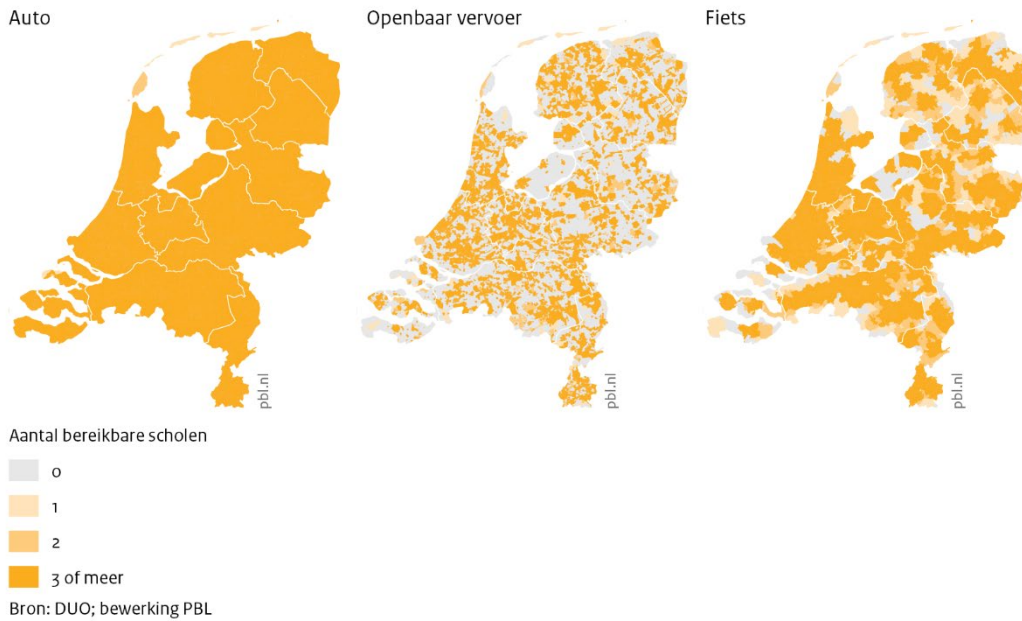 Auto
Openbaar vervoer
Fiets
pbl.nl
pbl.nl
pbl.nl
Aantal bereikbare scholen
0
1
2
3 of meer
Bron: DUO; bewerking PBL